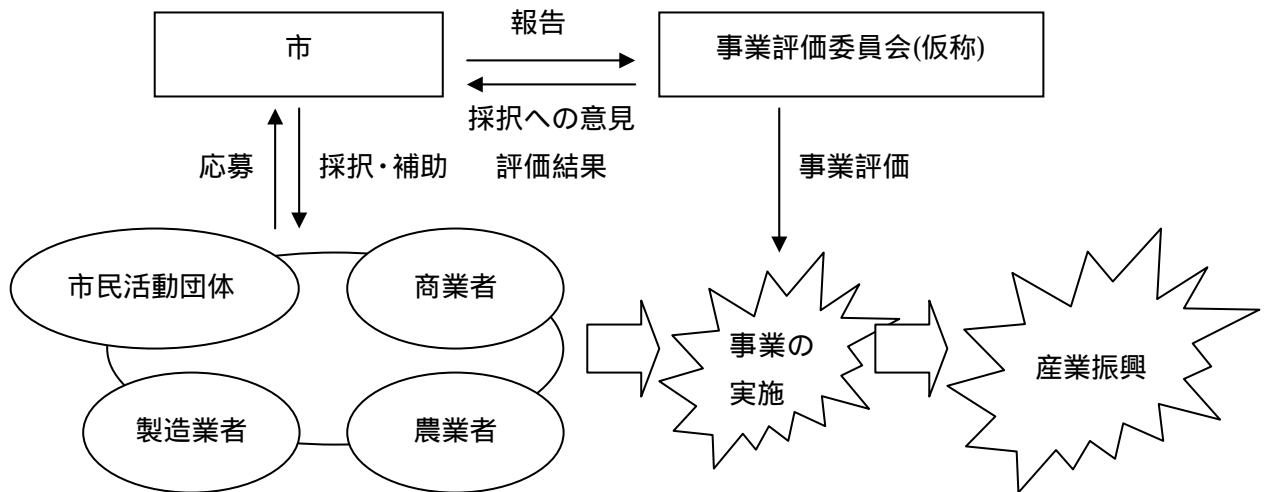 報告
市
事業評価委員会(仮称)
採択への意見
評価結果
応募
採択・補助
事業評価
市民活動団体
商業者
事業の
実施
産業振興
製造業者
農業者